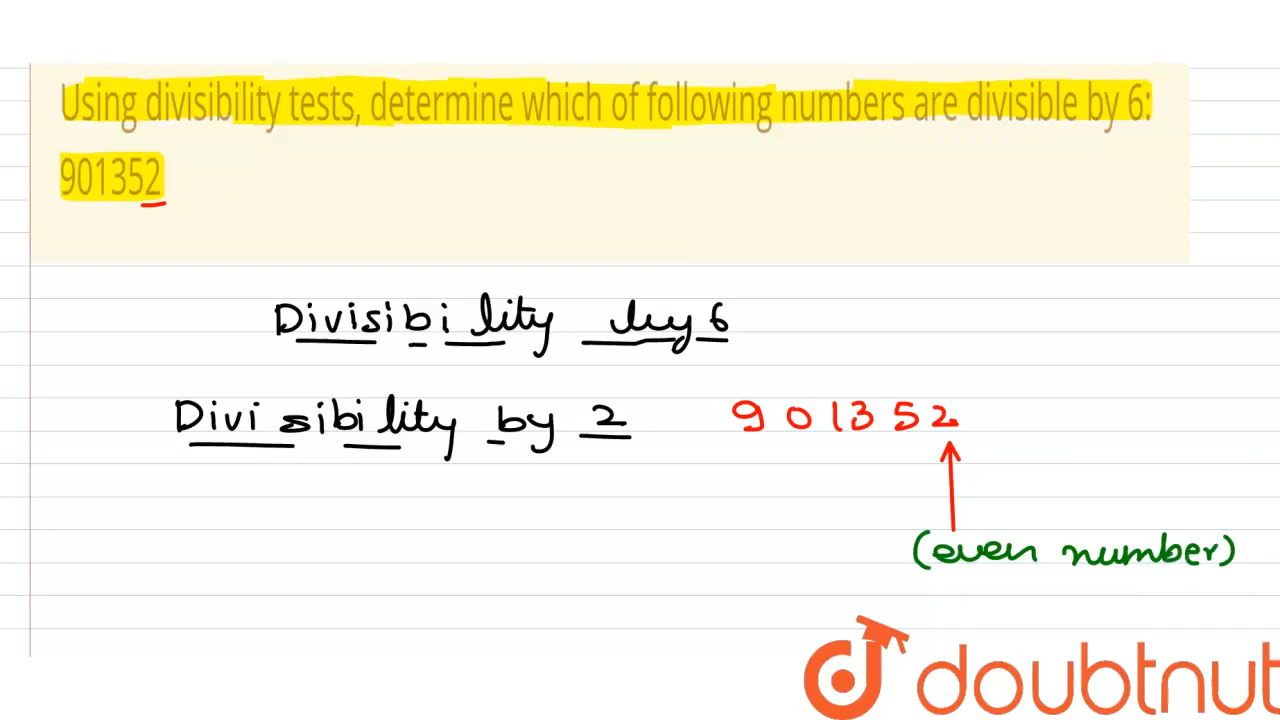 Using divisibility tests, determine which of following numbers are divisible by 6:
901352
Divisibility by 6
Divisibility by 2 901352
(even number)
doubtnut